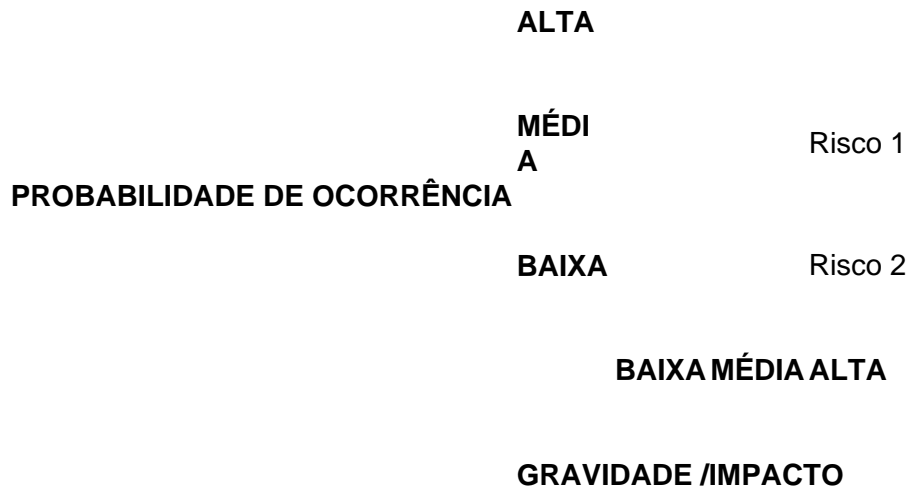 ALTA
MÉDI
A
Risco 1
PROBABILIDADE DE OCORRÊNCIA
BAIXA
Risco 2
BAIXA MÉDIA ALTA
GRAVIDADE /IMPACTO